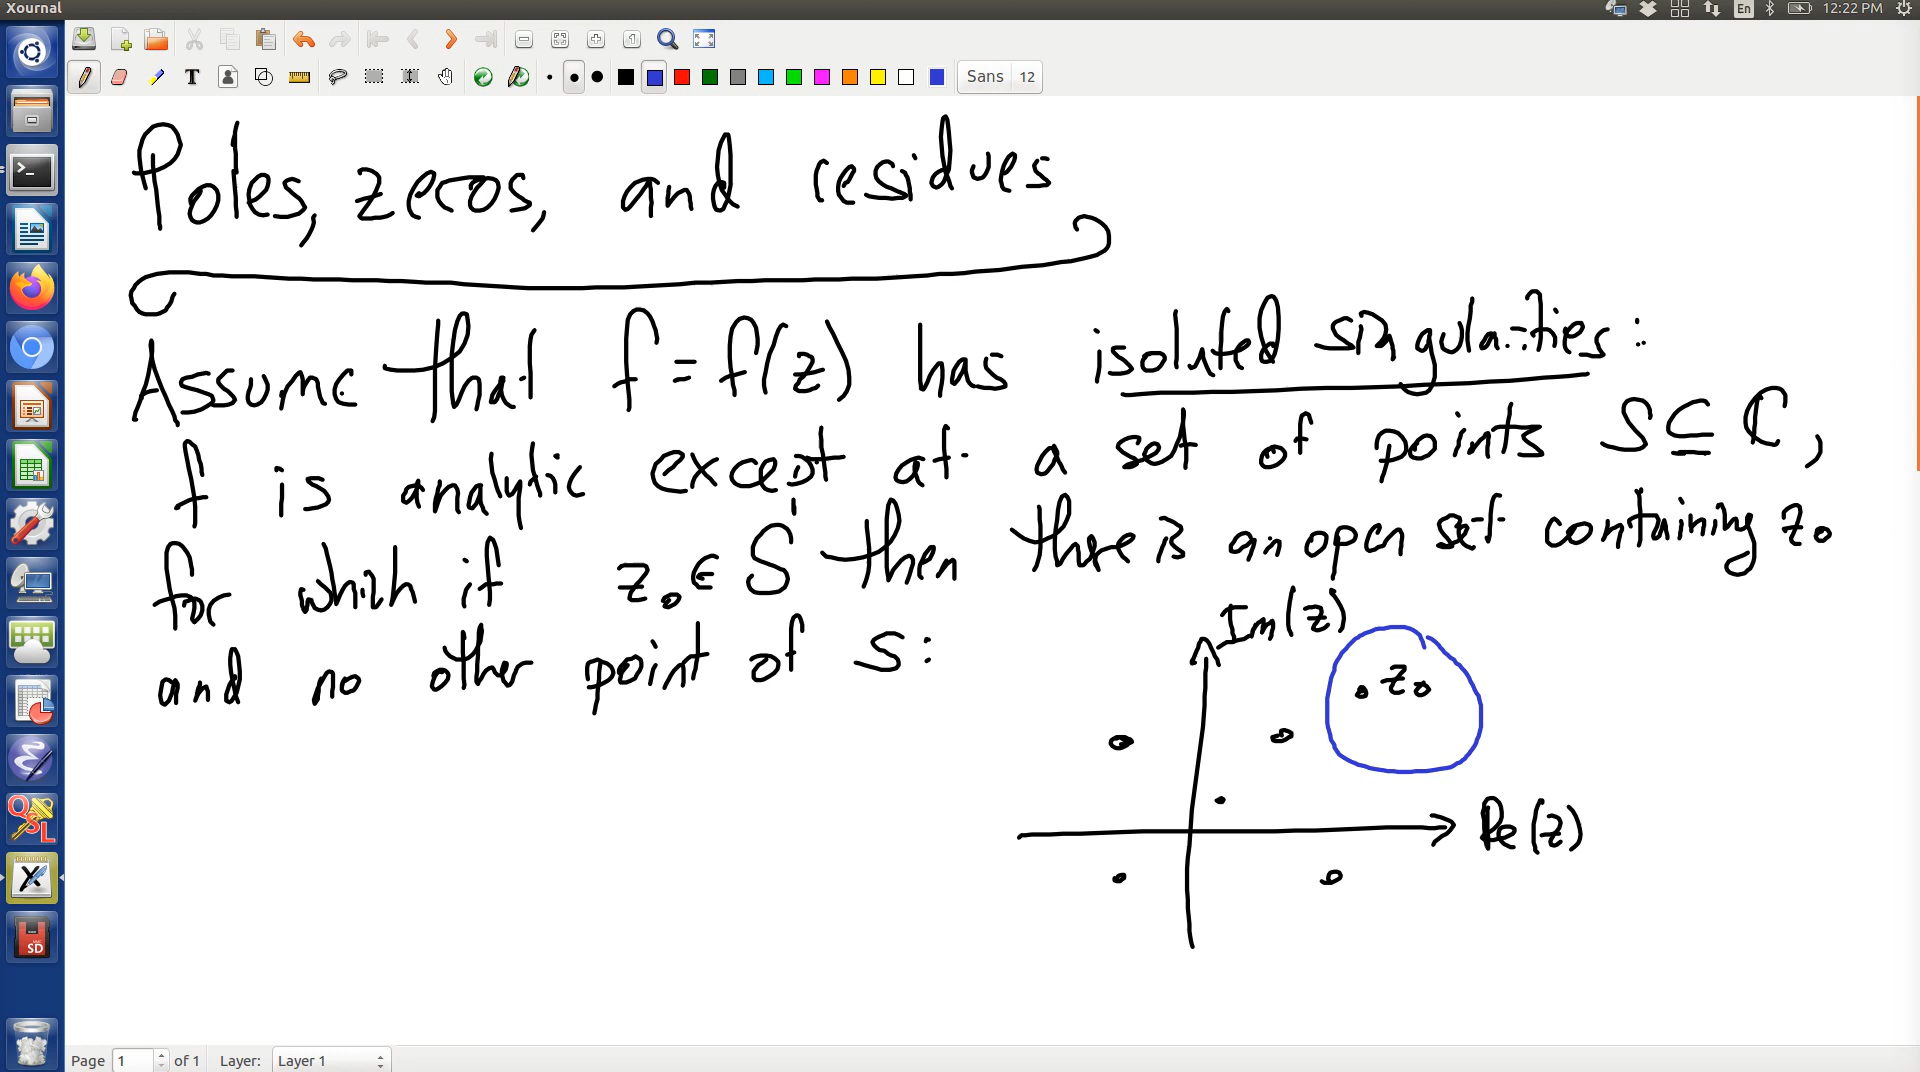 Xournal
En
12:22 PM
T
Sans 12
Poles, zeros, and residues
Assume that f = f(z) has isolated singularities:
f is analytic except at a set of points S ⊆ ℂ,
for which if z₀ ∈ S then there is an open set containing z₀
and no other point of S:
Im(z)
z₀
Re(z)
QSL
X
SD
Page 1 of 1 Layer: Layer 1